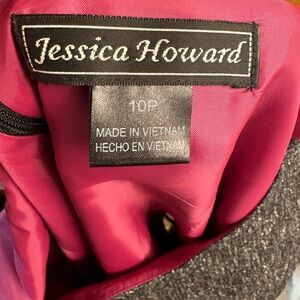 Jessica Howard
10P
MADE IN VIETNAM
HECHO EN VIETNAM